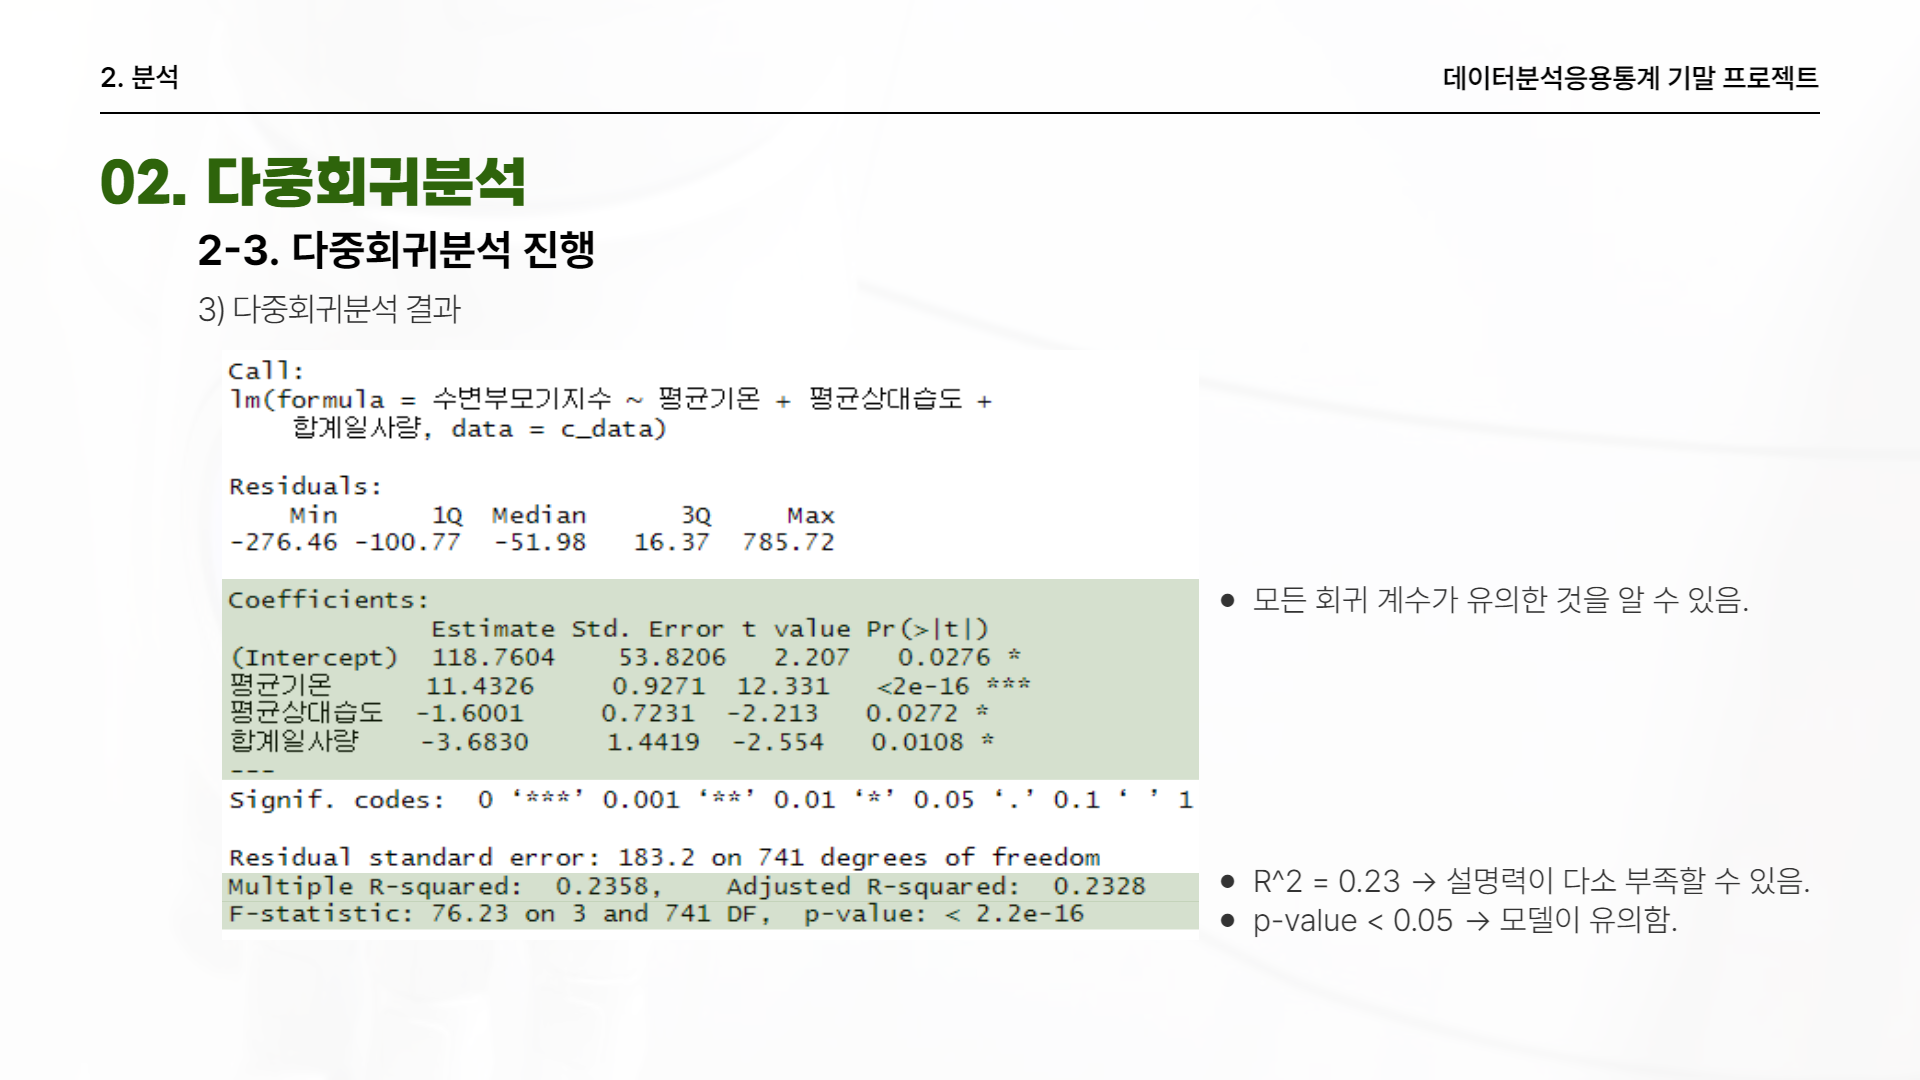 2. 분석
데이터분석응용통계 기말 프로젝트
02. 다중회귀분석
2-3. 다중회귀분석 진행
3) 다중회귀분석 결과
Call:
lm(formula = 수변부모기지수 ~ 평균기온 + 평균상대습도 +
합계일사량, data = c_data)
Residuals:
Min 1Q Median 3Q Max
-276.46 -100.77 -51.98 16.37 785.72
Coefficients:
Estimate Std. Error t value Pr(>|t|)
(Intercept) 118.7604 53.8206 2.207 0.0276 *
평균기온 11.4326 0.9271 12.331 <2e-16 ***
평균상대습도 -1.6001 0.7231 -2.213 0.0272 *
합계일사량 -3.6830 1.4419 -2.554 0.0108 *
---
Signif. codes: 0 ‘***’ 0.001 ‘**’ 0.01 ‘*’ 0.05 ‘.’ 0.1 ‘ ’ 1
Residual standard error: 183.2 on 741 degrees of freedom
Multiple R-squared: 0.2358, Adjusted R-squared: 0.2328
F-statistic: 76.23 on 3 and 741 DF, p-value: < 2.2e-16
● 모든 회귀 계수가 유의한 것을 알 수 있음.
● R^2 = 0.23 → 설명력이 다소 부족할 수 있음.
● p-value < 0.05 → 모델이 유의함.